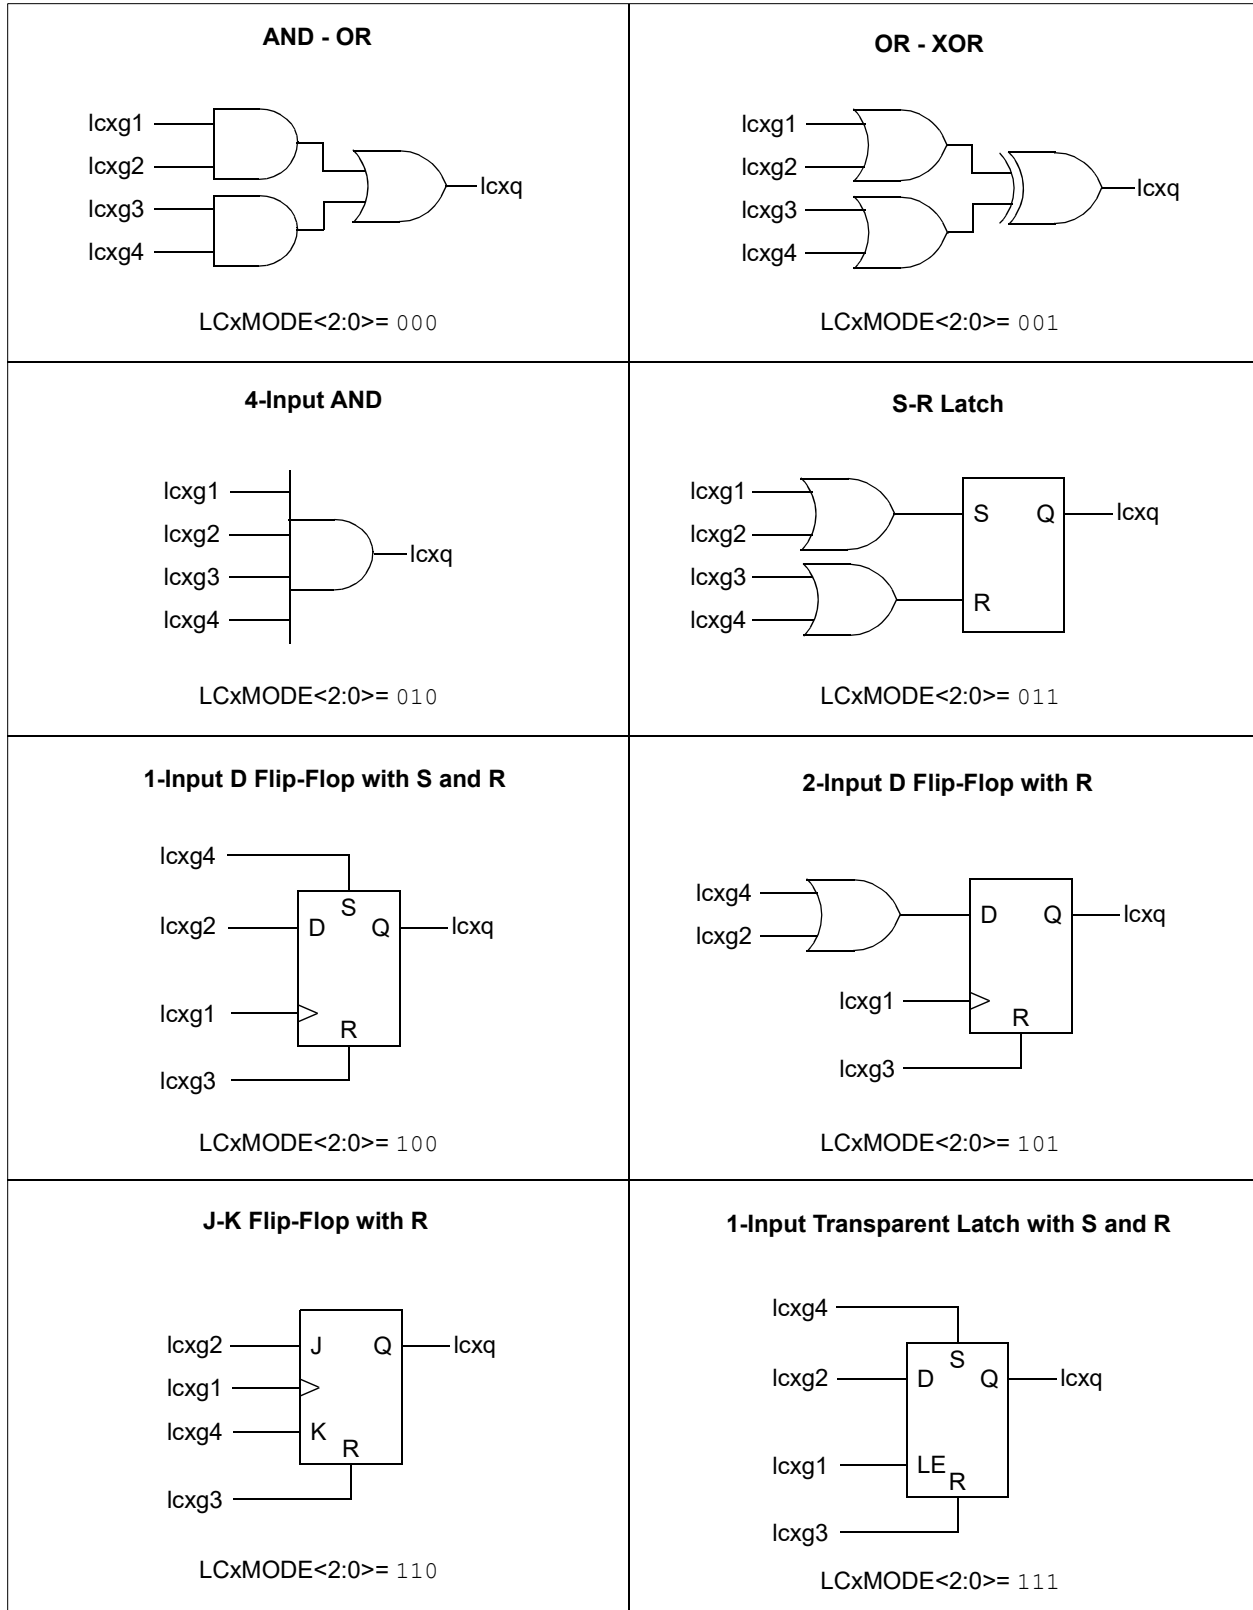 AND - OR
lcxg1
lcxg2
lcxg3
lcxg4
lcxq
LCxMODE<2:0>= 000
OR - XOR
lcxg1
lcxg2
lcxg3
lcxg4
lcxq
LCxMODE<2:0>= 001
4-Input AND
lcxg1
lcxg2
lcxg3
lcxg4
lcxq
LCxMODE<2:0>= 010
S-R Latch
lcxg1
lcxg2
lcxg3
lcxg4
S Q
R
lcxq
LCxMODE<2:0>= 011
1-Input D Flip-Flop with S and R
lcxg4
S
lcxg2
D Q
lcxq
lcxg1
R
lcxg3
LCxMODE<2:0>= 100
2-Input D Flip-Flop with R
lcxg4
lcxg2
D Q
lcxq
lcxg1
R
lcxg3
LCxMODE<2:0>= 101
J-K Flip-Flop with R
lcxg2
J Q
lcxq
lcxg1
lcxg4
K
R
lcxg3
LCxMODE<2:0>= 110
1-Input Transparent Latch with S and R
lcxg4
S
lcxg2
D Q
lcxq
lcxg1
LE
R
lcxg3
LCxMODE<2:0>= 111